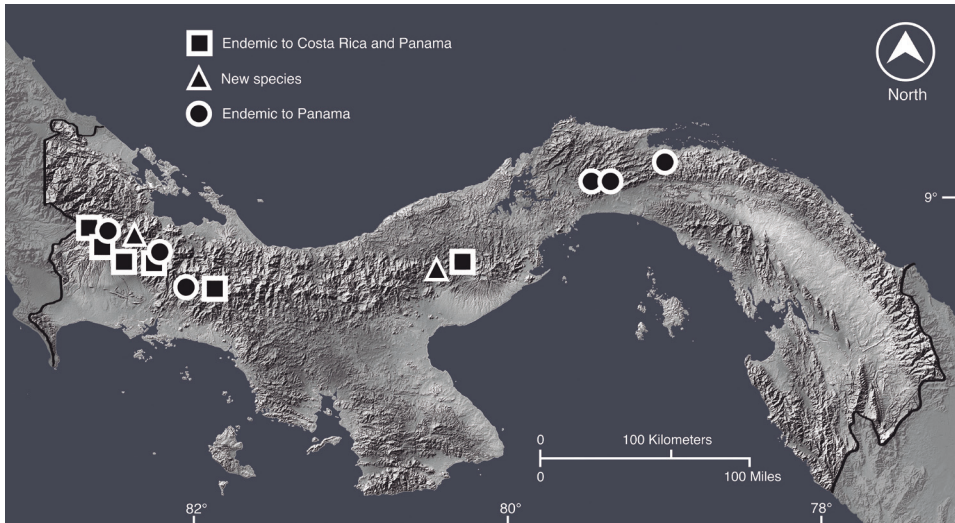 Endemic to Costa Rica and Panama
New species
Endemic to Panama
North
9°
0 100 Kilometers
0 100 Miles
82° 80° 78°